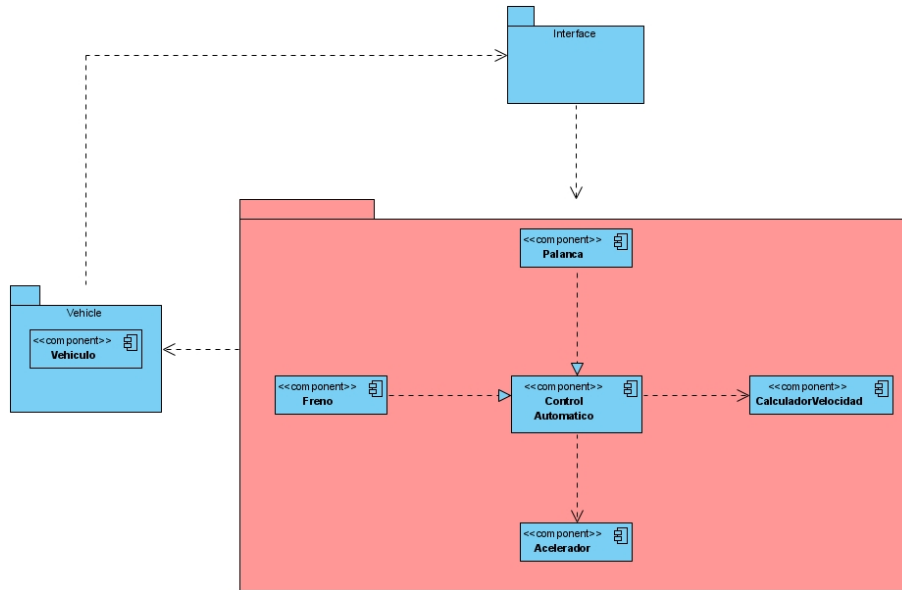 Interface
<<component>>
Palanca
Vehicle
<<component>>
Vehiculo
<<component>>
Freno
<<component>>
Control
Automatico
<<component>>
CalculadorVelocidad
<<component>>
Acelerador